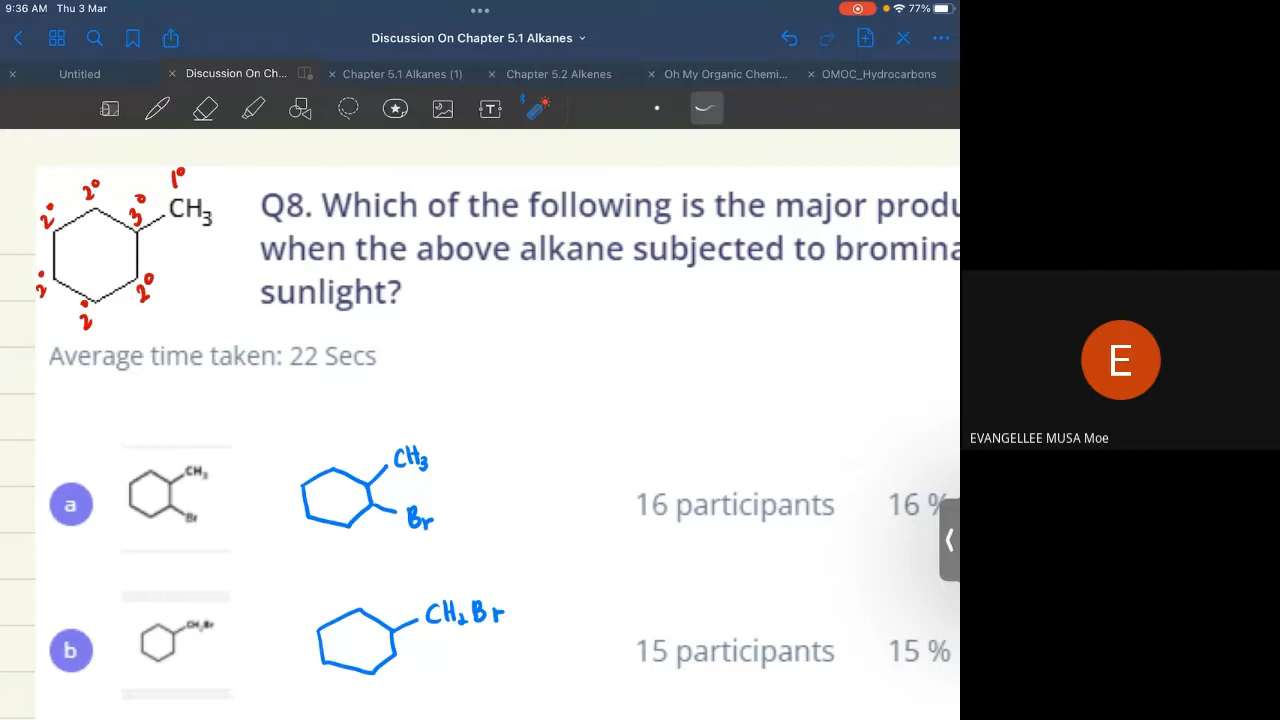 9:36 AM Thu 3 Mar
77%
Discussion On Chapter 5.1 Alkanes
Untitled
Discussion On Ch...
Chapter 5.1 Alkanes (1)
Chapter 5.2 Alkenes
Oh My Organic Chemi...
OMOC_Hydrocarbons
T
1°
2°
3°
CH3
2°
2°
2°
2°
Q8. Which of the following is the major produ
when the above alkane subjected to bromina
sunlight?
Average time taken: 22 Secs
a
CH3
Br
CH3
Br
16 participants
16 %
b
CH2Br
CH2Br
15 participants
15 %
E
EVANGELLEE MUSA Moe